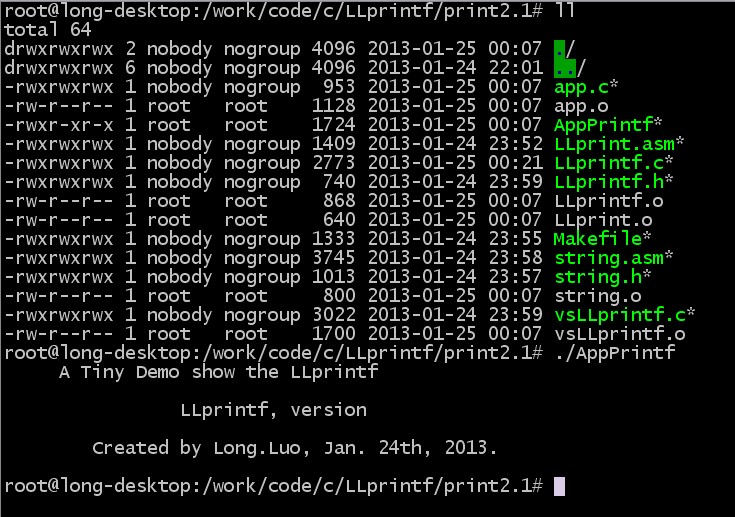 root@long-desktop:/work/code/c/LLprintf/print2.1# ll
total 64
drwxrwxrwx 2 nobody nogroup 4096 2013-01-25 00:07 ./
drwxrwxrwx 6 nobody nogroup 4096 2013-01-24 22:01 ../
-rwxrwxrwx 1 nobody nogroup  953 2013-01-25 00:07 app.c*
-rw-r--r-- 1 root   root    1128 2013-01-25 00:07 app.o
-rwxr-xr-x 1 root   root    1724 2013-01-25 00:07 AppPrintf*
-rwxrwxrwx 1 nobody nogroup 1409 2013-01-24 23:52 LLprint.asm*
-rwxrwxrwx 1 nobody nogroup 2773 2013-01-25 00:21 LLprintf.c*
-rwxrwxrwx 1 nobody nogroup  740 2013-01-24 23:59 LLprintf.h*
-rw-r--r-- 1 root   root     868 2013-01-25 00:07 LLprintf.o
-rw-r--r-- 1 root   root     640 2013-01-25 00:07 LLprint.o
-rwxrwxrwx 1 nobody nogroup 1333 2013-01-24 23:55 Makefile*
-rwxrwxrwx 1 nobody nogroup 3745 2013-01-24 23:58 string.asm*
-rwxrwxrwx 1 nobody nogroup 1013 2013-01-24 23:57 string.h*
-rw-r--r-- 1 root   root     800 2013-01-25 00:07 string.o
-rwxrwxrwx 1 nobody nogroup 3022 2013-01-24 23:59 vsLLprintf.c*
-rw-r--r-- 1 root   root    1700 2013-01-25 00:07 vsLLprintf.o
root@long-desktop:/work/code/c/LLprintf/print2.1# ./AppPrintf
A Tiny Demo show the LLprintf
LLprintf, version
Created by Long.Luo, Jan. 24th, 2013.
root@long-desktop:/work/code/c/LLprintf/print2.1#